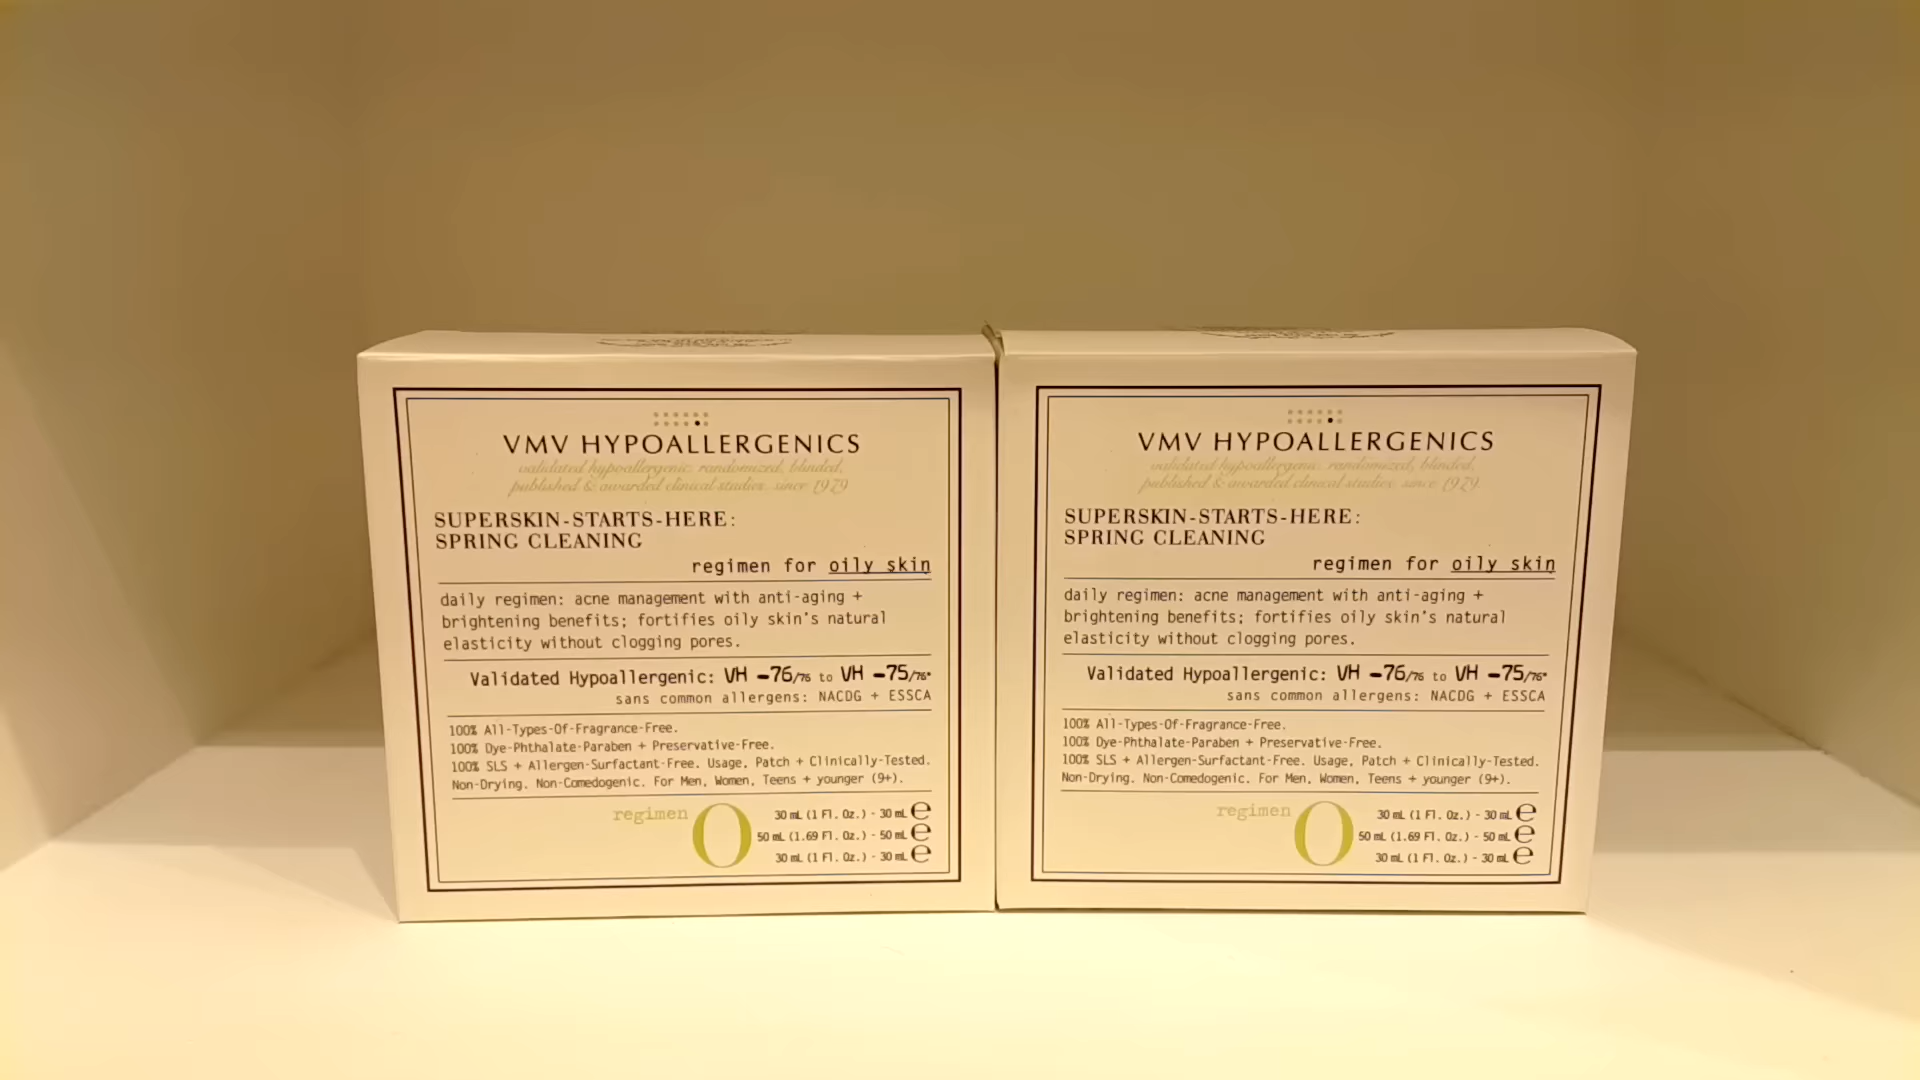 VMV HYPOALLERGENICS
validated hypoallergenic, randomized, blinded,
published & awarded clinical studies, since 1979
SUPERSKIN-STARTS-HERE:
SPRING CLEANING
regimen for oily skin
daily regimen: acne management with anti-aging +
brightening benefits; fortifies oily skin's natural
elasticity without clogging pores.
Validated Hypoallergenic: VH -76/76 to VH -75/76*
sans common allergens: NACDG + ESSCA
100% All-Types-Of-Fragrance-Free.
100% Dye-Phthalate-Paraben + Preservative-Free.
100% SLS + Allergen-Surfactant-Free. Usage, Patch + Clinically-Tested.
Non-Drying. Non-Comedogenic. For Men, Women, Teens + younger (9+).
regimen O
30 mL (1 Fl. Oz.) - 30 mL ℮
50 mL (1.69 Fl. Oz.) - 50 mL ℮
30 mL (1 Fl. Oz.) - 30 mL ℮
VMV HYPOALLERGENICS
validated hypoallergenic, randomized, blinded,
published & awarded clinical studies, since 1979
SUPERSKIN-STARTS-HERE:
SPRING CLEANING
regimen for oily skin
daily regimen: acne management with anti-aging +
brightening benefits; fortifies oily skin's natural
elasticity without clogging pores.
Validated Hypoallergenic: VH -76/76 to VH -75/76*
sans common allergens: NACDG + ESSCA
100% All-Types-Of-Fragrance-Free.
100% Dye-Phthalate-Paraben + Preservative-Free.
100% SLS + Allergen-Surfactant-Free. Usage, Patch + Clinically-Tested.
Non-Drying. Non-Comedogenic. For Men, Women, Teens + younger (9+).
regimen O
30 mL (1 Fl. Oz.) - 30 mL ℮
50 mL (1.69 Fl. Oz.) - 50 mL ℮
30 mL (1 Fl. Oz.) - 30 mL ℮